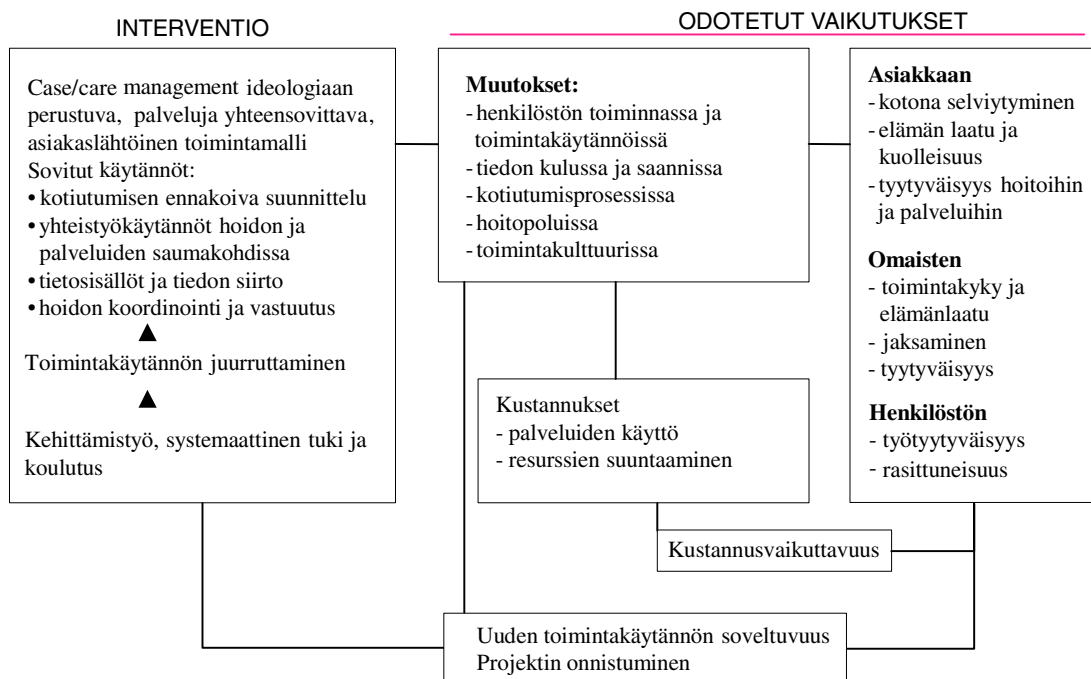 INTERVENTIO
ODOTETUT VAIKUTUKSET
Case/care management ideologiaan
perustuva, palveluja yhteensovittava,
asiakaslähtöinen toimintamalli
Sovitut käytännöt:
• kotiutumisen ennakoiva suunnittelu
• yhteistyökäytännöt hoidon ja
palveluiden saumakohdissa
• tietosisällöt ja tiedon siirto
• hoidon koordinointi ja vastuutus
Toimintakäytännön juurruttaminen
Kehittämistyö, systemaattinen tuki ja
koulutus
Muutokset:
- henkilöstön toiminnassa ja
toimintakäytännöissä
- tiedon kulussa ja saannissa
- kotiutumisprosessissa
- hoitopoluissa
- toimintakulttuurissa
Kustannukset
- palveluiden käyttö
- resurssien suuntaaminen
Asiakkaan
- kotona selviytyminen
- elämän laatu ja
kuolleisuus
- tyytyväisyys hoitoihin
ja palveluihin
Omaisten
- toimintakyky ja
elämänlaatu
- jaksaminen
- tyytyväisyys
Henkilöstön
- työtyytyväisyys
- rasittuneisuus
Kustannusvaikuttavuus
Uuden toimintakäytännön soveltuvuus
Projektin onnistuminen